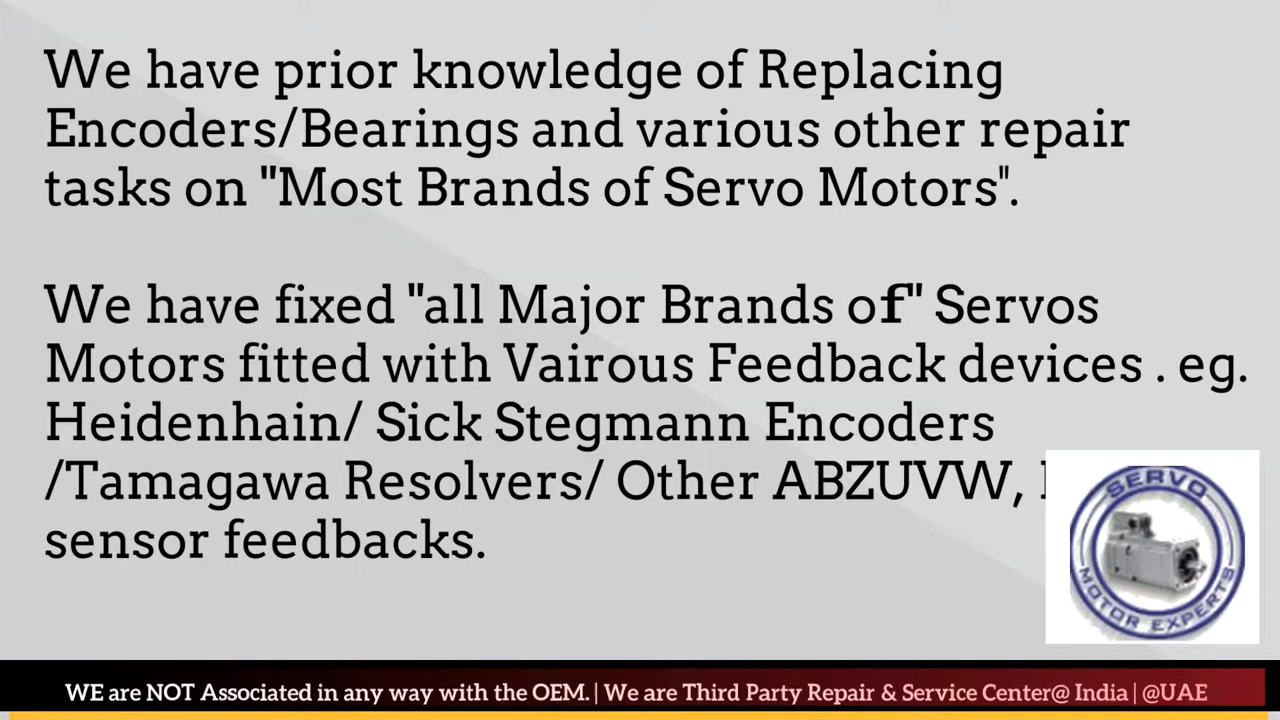 We have prior knowledge of Replacing
Encoders/Bearings and various other repair
tasks on "Most Brands of Servo Motors".
We have fixed "all Major Brands of" Servos
Motors fitted with Vairous Feedback devices . eg.
Heidenhain/ Sick Stegmann Encoders
/Tamagawa Resolvers/ Other ABZUVW,
sensor feedbacks.
SERVO
MOTOR EXPERTS
WE are NOT Associated in any way with the OEM. | We are Third Party Repair & Service Center@ India | @UAE